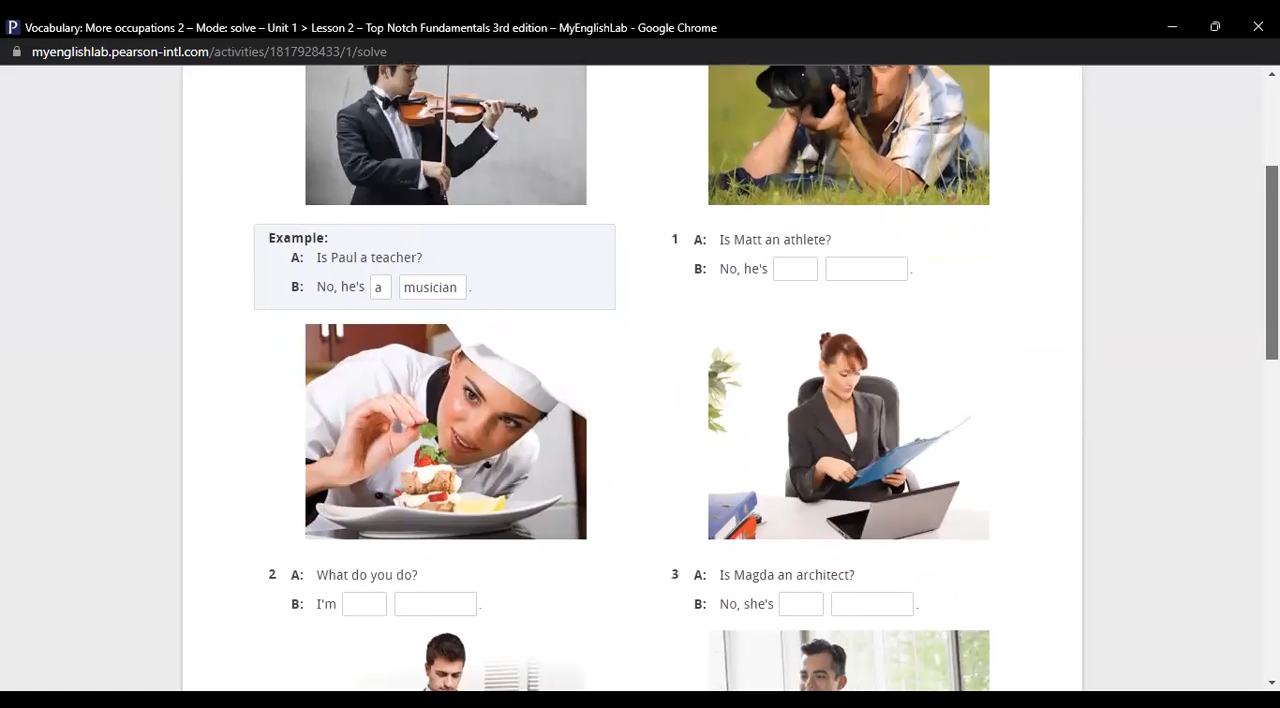 Vocabulary: More occupations 2 – Mode: solve – Unit 1 > Lesson 2 – Top Notch Fundamentals 3rd edition – MyEnglishLab - Google Chrome
myenglishlab.pearson-intl.com/activities/1817928433/1/solve
Example:
A: Is Paul a teacher?
B: No, he's a musician .
1 A: Is Matt an athlete?
B: No, he's .
2 A: What do you do?
B: I'm .
3 A: Is Magda an architect?
B: No, she's .